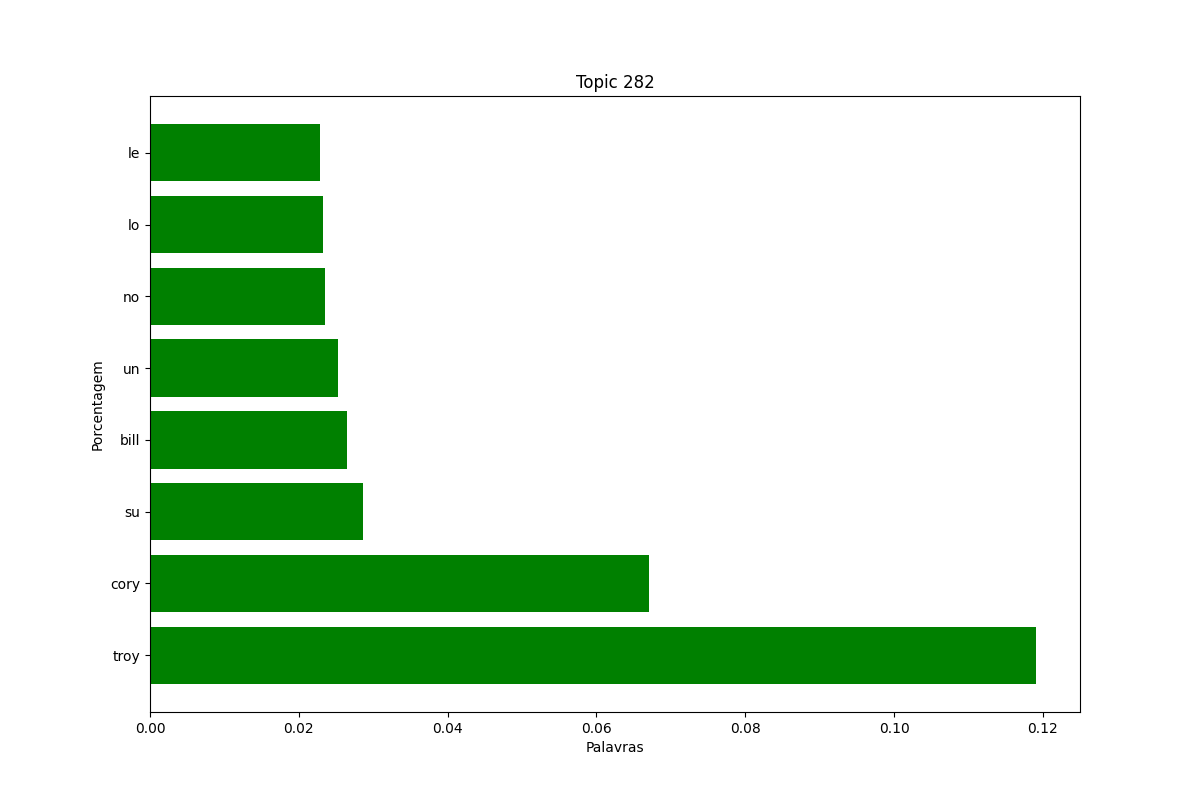 Topic 282
le
lo
no
un
bill
su
cory
troy
Porcentagem
0.00 0.02 0.04 0.06 0.08 0.10 0.12
Palavras